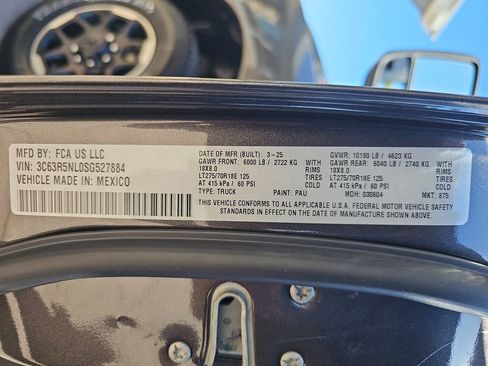 MFD BY: FCA US LLC
VIN: 3C63R5NL0SG527884
VEHICLE MADE IN: MEXICO
DATE OF MFR (BUILT): 3-25 GVWR: 10190 LB / 4623 KG
GAWR FRONT: 6000 LB / 2722 KG WITH GAWR REAR: 6040 LB / 2740 KG WITH
18X8.0 RIMS 18X8.0 RIMS
LT275/70R18E 125 TIRES LT275/70R18E 125 TIRES
AT 415 kPa / 60 PSI AT 415 kPa / 60 PSI
TYPE: TRUCK PAINT: PAU MDH: 030604 MKT: 875
THIS VEHICLE CONFORMS TO ALL APPLICABLE U.S.A. FEDERAL MOTOR VEHICLE SAFETY
STANDARDS IN EFFECT ON THE DATE OF MANUFACTURE SHOWN ABOVE